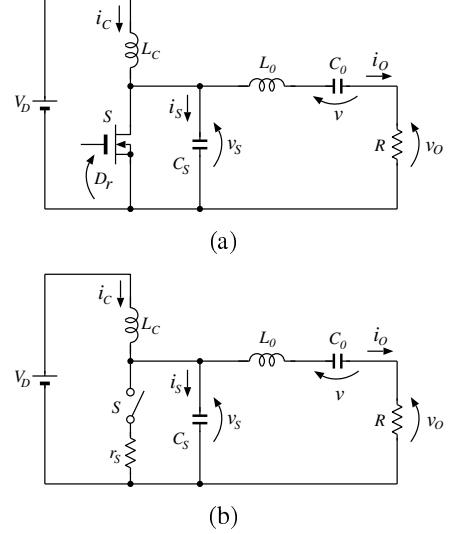 i_C
L_C
L_0 C_0 i_O
V_D S i_S v
C_S v_S R v_O
D_r
(a)
i_C
L_C
L_0 C_0 i_O
V_D i_S v
S C_S v_S R v_O
r_S
(b)